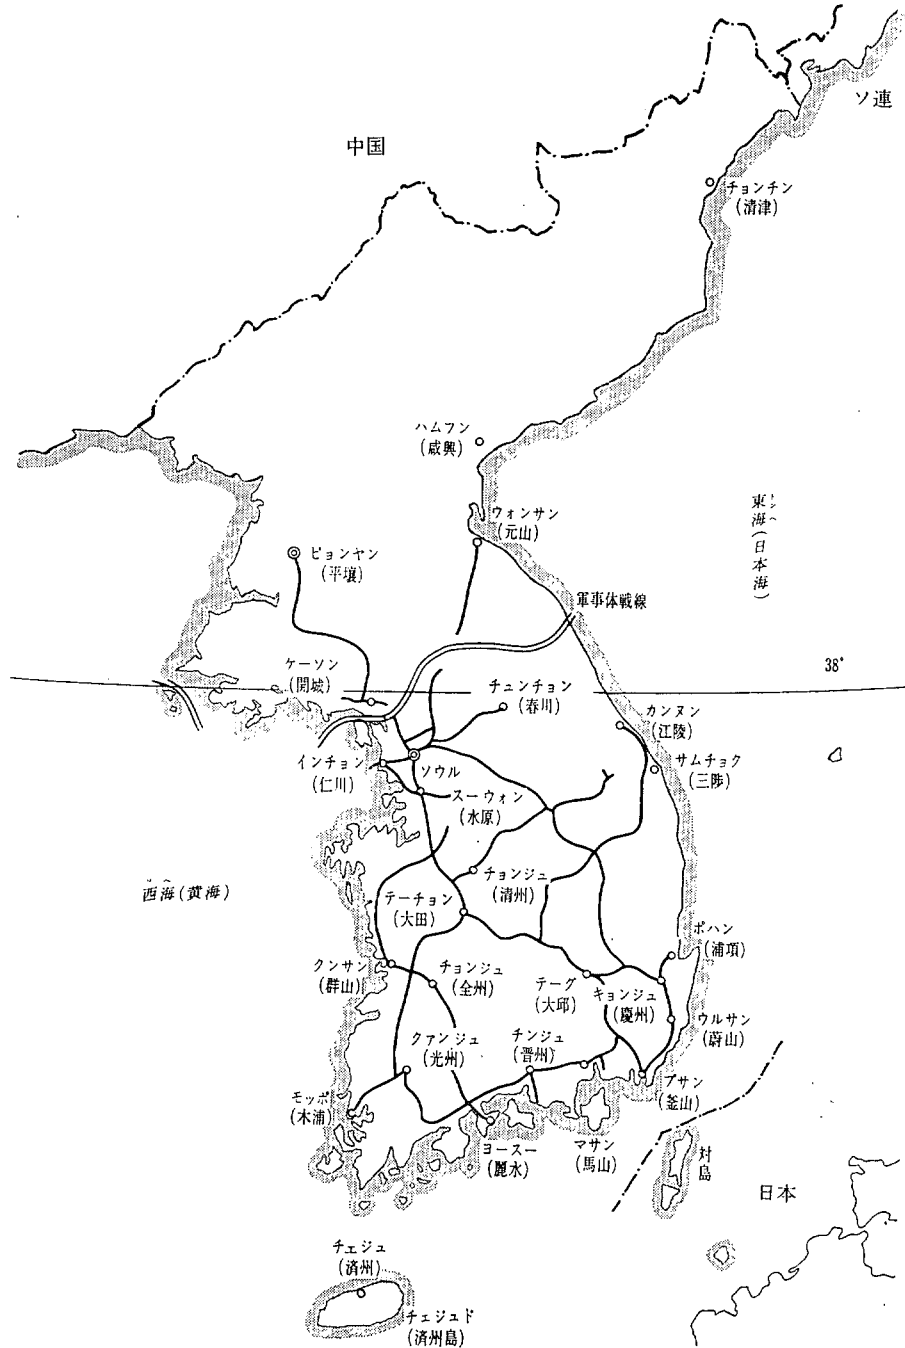 ソ連
中国
チョンチン
(清津)
ハムフン
(咸興)
ウォンサン
(元山)
東海(日本海)
トンヘ
ピョンヤン
(平壌)
軍事体戦線
38°
ケーソン
(開城)
チュンチョン
(春川)
カンヌン
(江陵)
インチョン
(仁川)
ソウル
サムチョク
(三陟)
スーウォン
(水原)
西海(黄海)
チョンジュ
(清州)
テーチョン
(大田)
ポハン
(浦項)
クンサン
(群山)
チョンジュ
(全州)
テーグ
(大邱)
キョンジュ
(慶州)
ウルサン
(蔚山)
クァンジュ
(光州)
チンジュ
(晋州)
プサン
(釜山)
モッポ
(木浦)
ヨースー
(麗水)
マサン
(馬山)
対島
日本
チェジュ
(済州)
チェジュド
(済州島)